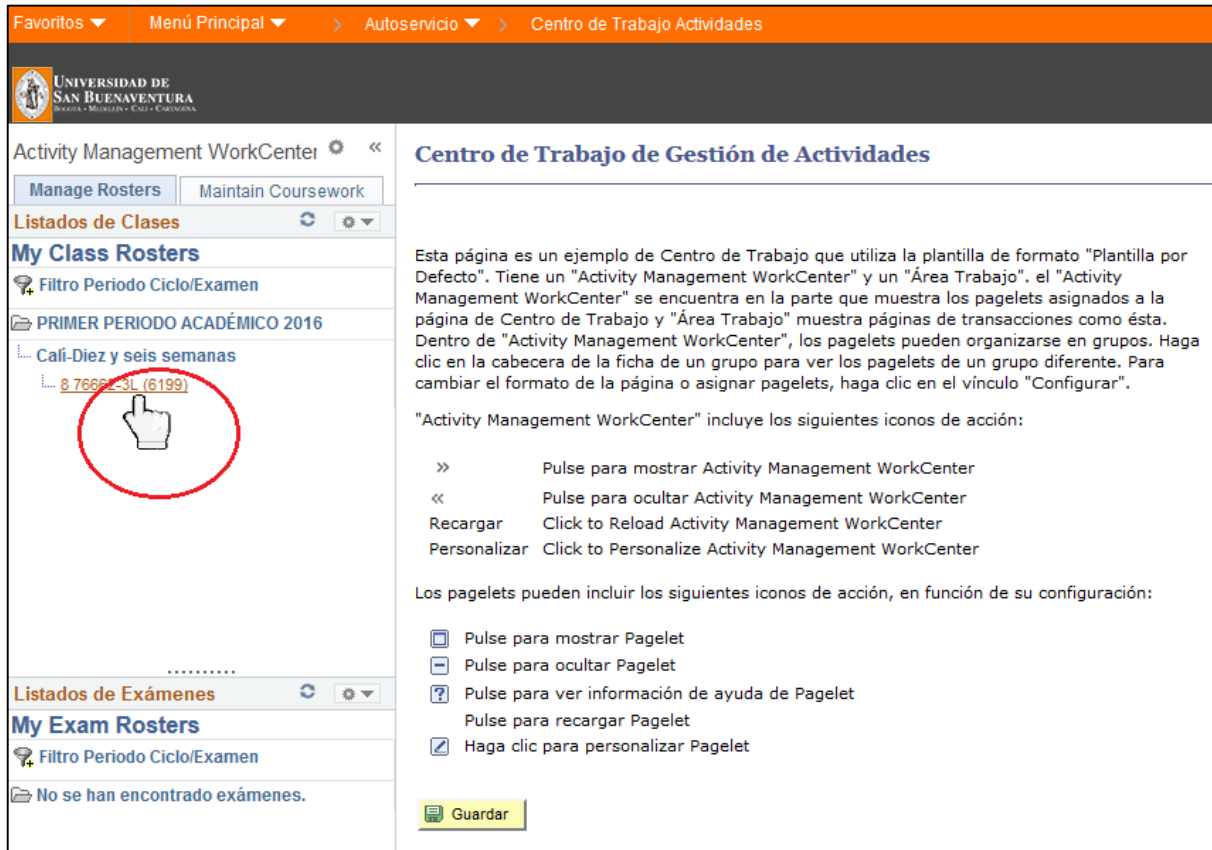 Favoritos Menú Principal > Autoservicio > Centro de Trabajo Actividades
UNIVERSIDAD DE
SAN BUENAVENTURA
BOGOTÁ • MEDELLÍN • CALI • CARTAGENA
Activity Management WorkCenter «
Manage Rosters Maintain Coursework
Listados de Clases
My Class Rosters
Filtro Periodo Ciclo/Examen
PRIMER PERIODO ACADÉMICO 2016
Calí-Diez y seis semanas
8 76662-3L (6199)
Listados de Exámenes
My Exam Rosters
Filtro Periodo Ciclo/Examen
No se han encontrado exámenes.
Centro de Trabajo de Gestión de Actividades
Esta página es un ejemplo de Centro de Trabajo que utiliza la plantilla de formato "Plantilla por
Defecto". Tiene un "Activity Management WorkCenter" y un "Área Trabajo". el "Activity
Management WorkCenter" se encuentra en la parte que muestra los pagelets asignados a la
página de Centro de Trabajo y "Área Trabajo" muestra páginas de transacciones como ésta.
Dentro de "Activity Management WorkCenter", los pagelets pueden organizarse en grupos. Haga
clic en la cabecera de la ficha de un grupo para ver los pagelets de un grupo diferente. Para
cambiar el formato de la página o asignar pagelets, haga clic en el vínculo "Configurar".
"Activity Management WorkCenter" incluye los siguientes iconos de acción:
» Pulse para mostrar Activity Management WorkCenter
« Pulse para ocultar Activity Management WorkCenter
Recargar Click to Reload Activity Management WorkCenter
Personalizar Click to Personalize Activity Management WorkCenter
Los pagelets pueden incluir los siguientes iconos de acción, en función de su configuración:
Pulse para mostrar Pagelet
Pulse para ocultar Pagelet
? Pulse para ver información de ayuda de Pagelet
Pulse para recargar Pagelet
Haga clic para personalizar Pagelet
Guardar